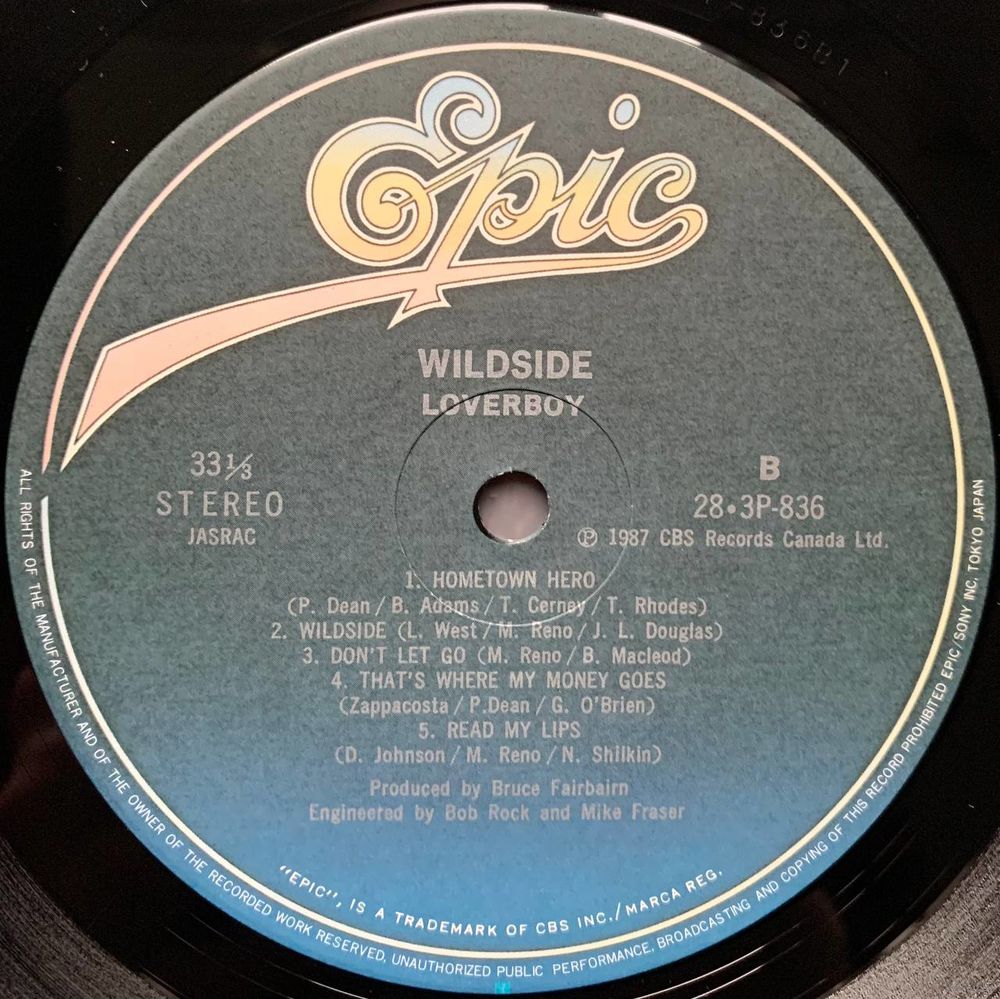 836B1
Epic
WILDSIDE
LOVERBOY
33⅓
STEREO
JASRAC
B
28・3P-836
℗ 1987 CBS Records Canada Ltd.
1. HOMETOWN HERO
(P. Dean / B. Adams / T. Cerney / T. Rhodes)
2. WILDSIDE (L. West / M. Reno / J. L. Douglas)
3. DON'T LET GO (M. Reno / B. Macleod)
4. THAT'S WHERE MY MONEY GOES
(Zappacosta / P.Dean / G. O'Brien)
5. READ MY LIPS
(D. Johnson / M. Reno / N. Shilkin)
Produced by Bruce Fairbairn
Engineered by Bob Rock and Mike Fraser
"EPIC", IS A TRADEMARK OF CBS INC./MARCA REG.
ALL RIGHTS OF THE MANUFACTURER AND OF THE OWNER OF THE RECORDED WORK RESERVED. UNAUTHORIZED PUBLIC PERFORMANCE, BROADCASTING AND COPYING OF THIS RECORD PROHIBITED EPIC/SONY INC, TOKYO JAPAN